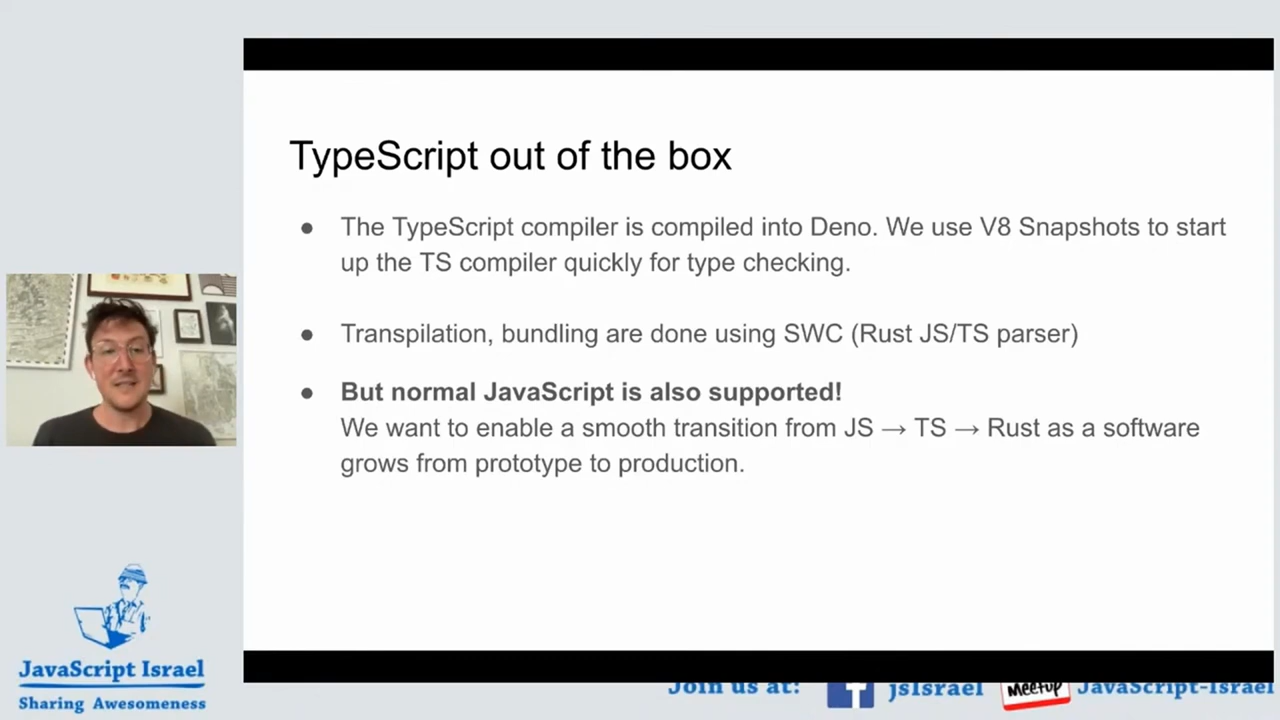 TypeScript out of the box
● The TypeScript compiler is compiled into Deno. We use V8 Snapshots to start
up the TS compiler quickly for type checking.
● Transpilation, bundling are done using SWC (Rust JS/TS parser)
● But normal JavaScript is also supported!
We want to enable a smooth transition from JS → TS → Rust as a software
grows from prototype to production.
JavaScript Israel
Sharing Awesomeness
Join us at: jsIsrael Meetup JavaScript-Israel